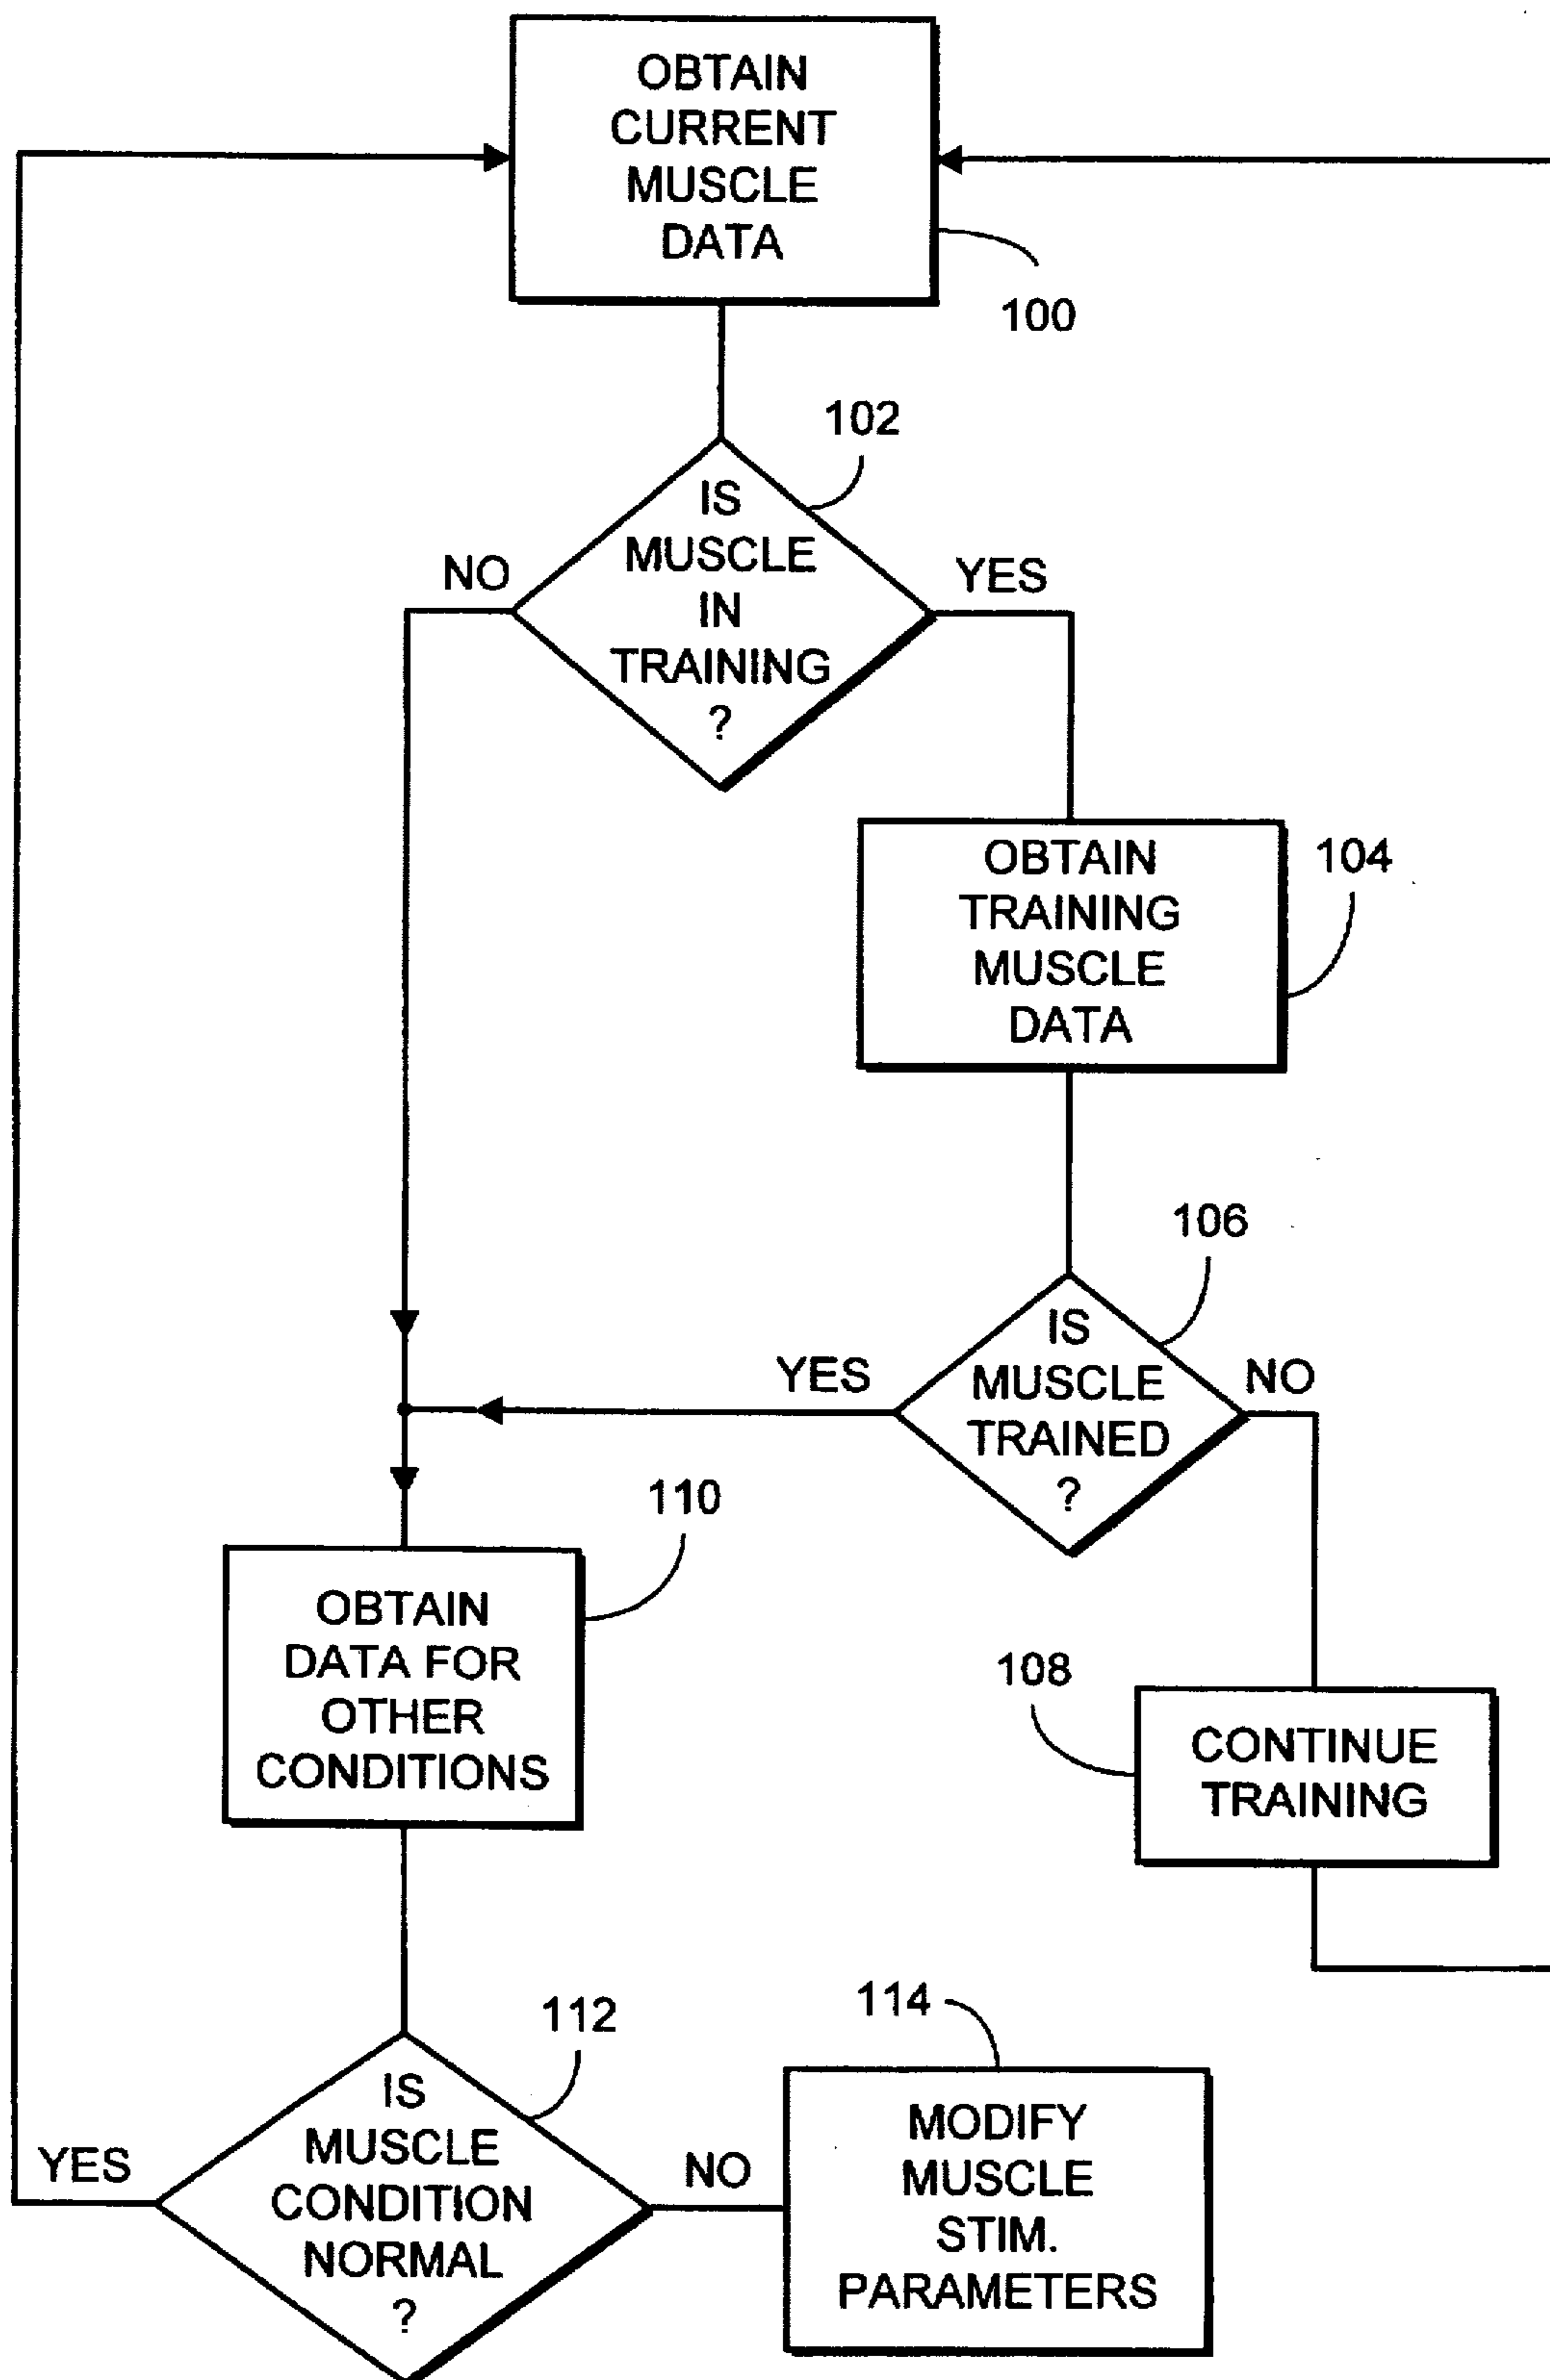 OBTAIN
CURRENT
MUSCLE
DATA
100
102
IS
MUSCLE
IN
TRAINING
?
NO
YES
OBTAIN
TRAINING
MUSCLE
DATA
104
106
IS
MUSCLE
TRAINED
?
YES
NO
110
OBTAIN
DATA FOR
OTHER
CONDITIONS
108
CONTINUE
TRAINING
112
IS
MUSCLE
CONDITION
NORMAL
?
YES
NO
114
MODIFY
MUSCLE
STIM.
PARAMETERS